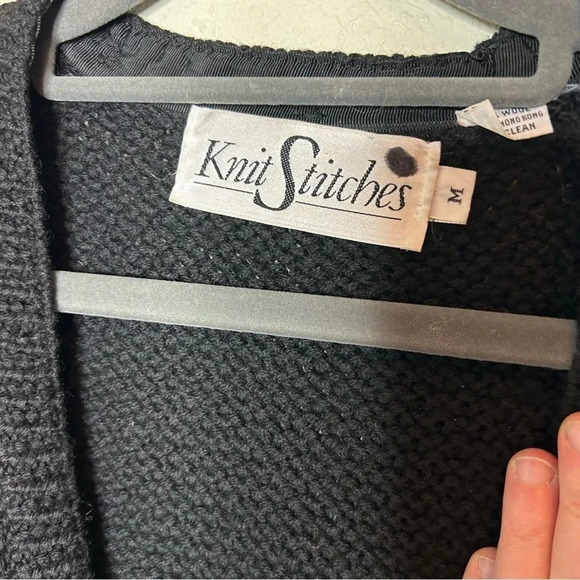 Knit Stitches
M
WOOL
HONG KONG
CLEAN